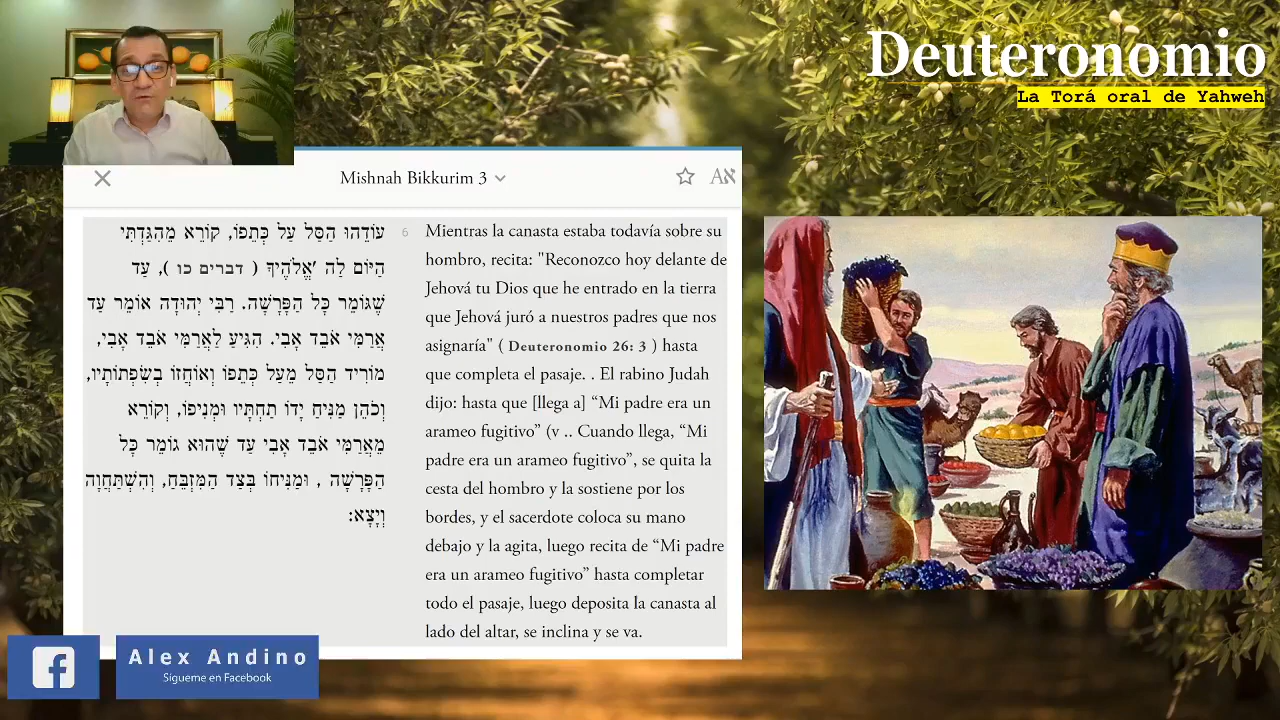 Deuteronomio
La Torá oral de Yahweh
Mishnah Bikkurim 3
Aא
עוֹדֵהוּ הַסַּל עַל כְּתֵפוֹ, קוֹרֵא מֵהִגַּדְתִּי
הַיּוֹם לַה' אֱלֹהֶיךָ ( דברים כו ), עַד
שֶׁגּוֹמֵר כָּל הַפָּרָשָׁה. רַבִּי יְהוּדָה אוֹמֵר עַד
אֲרַמִּי אֹבֵד אָבִי. הִגִּיעַ לַאֲרַמִּי אֹבֵד אָבִי,
מוֹרִיד הַסַּל מֵעַל כְּתֵפוֹ וְאוֹחֲזוֹ בְשִׂפְתוֹתָיו,
וְכֹהֵן מַנִּיחַ יָדוֹ תַחְתָּיו וּמְנִיפוֹ, וְקוֹרֵא
מֵאֲרַמִּי אֹבֵד אָבִי עַד שֶׁהוּא גוֹמֵר כָּל
הַפָּרָשָׁה , וּמַנִּיחוֹ בְּצַד הַמִּזְבֵּחַ, וְהִשְׁתַּחֲוָה
וְיָצָא:
6
Mientras la canasta estaba todavía sobre su
hombro, recita: "Reconozco hoy delante de
Jehová tu Dios que he entrado en la tierra
que Jehová juró a nuestros padres que nos
asignaría" ( Deuteronomio 26: 3 ) hasta
que completa el pasaje. . El rabino Judah
dijo: hasta que [llega a] “Mi padre era un
arameo fugitivo” (v .. Cuando llega, “Mi
padre era un arameo fugitivo”, se quita la
cesta del hombro y la sostiene por los
bordes, y el sacerdote coloca su mano
debajo y la agita, luego recita de “Mi padre
era un arameo fugitivo” hasta completar
todo el pasaje, luego deposita la canasta al
lado del altar, se inclina y se va.
Alex Andino
Sigueme en Facebook